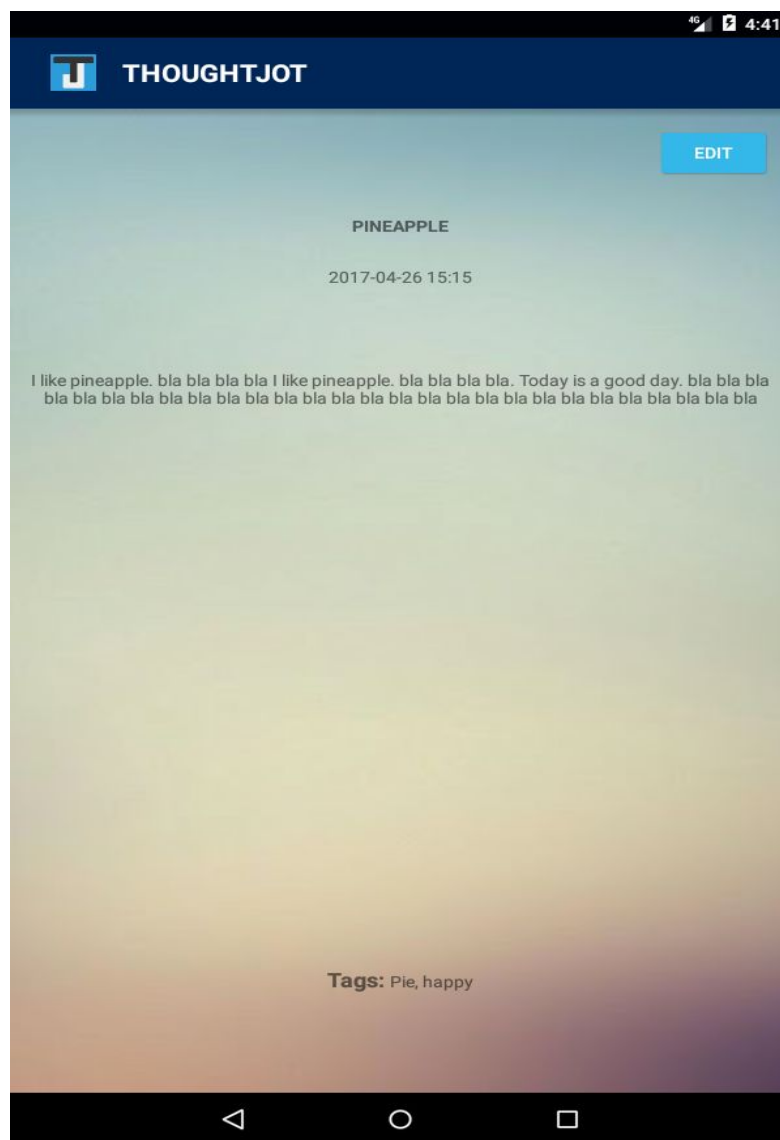 4G 4:41
TJ THOUGHTJOT
EDIT
PINEAPPLE
2017-04-26 15:15
I like pineapple. bla bla bla bla I like pineapple. bla bla bla bla. Today is a good day. bla bla bla
bla bla bla bla bla bla bla bla bla bla bla bla bla bla bla bla bla bla bla bla bla bla bla bla bla
Tags: Pie, happy